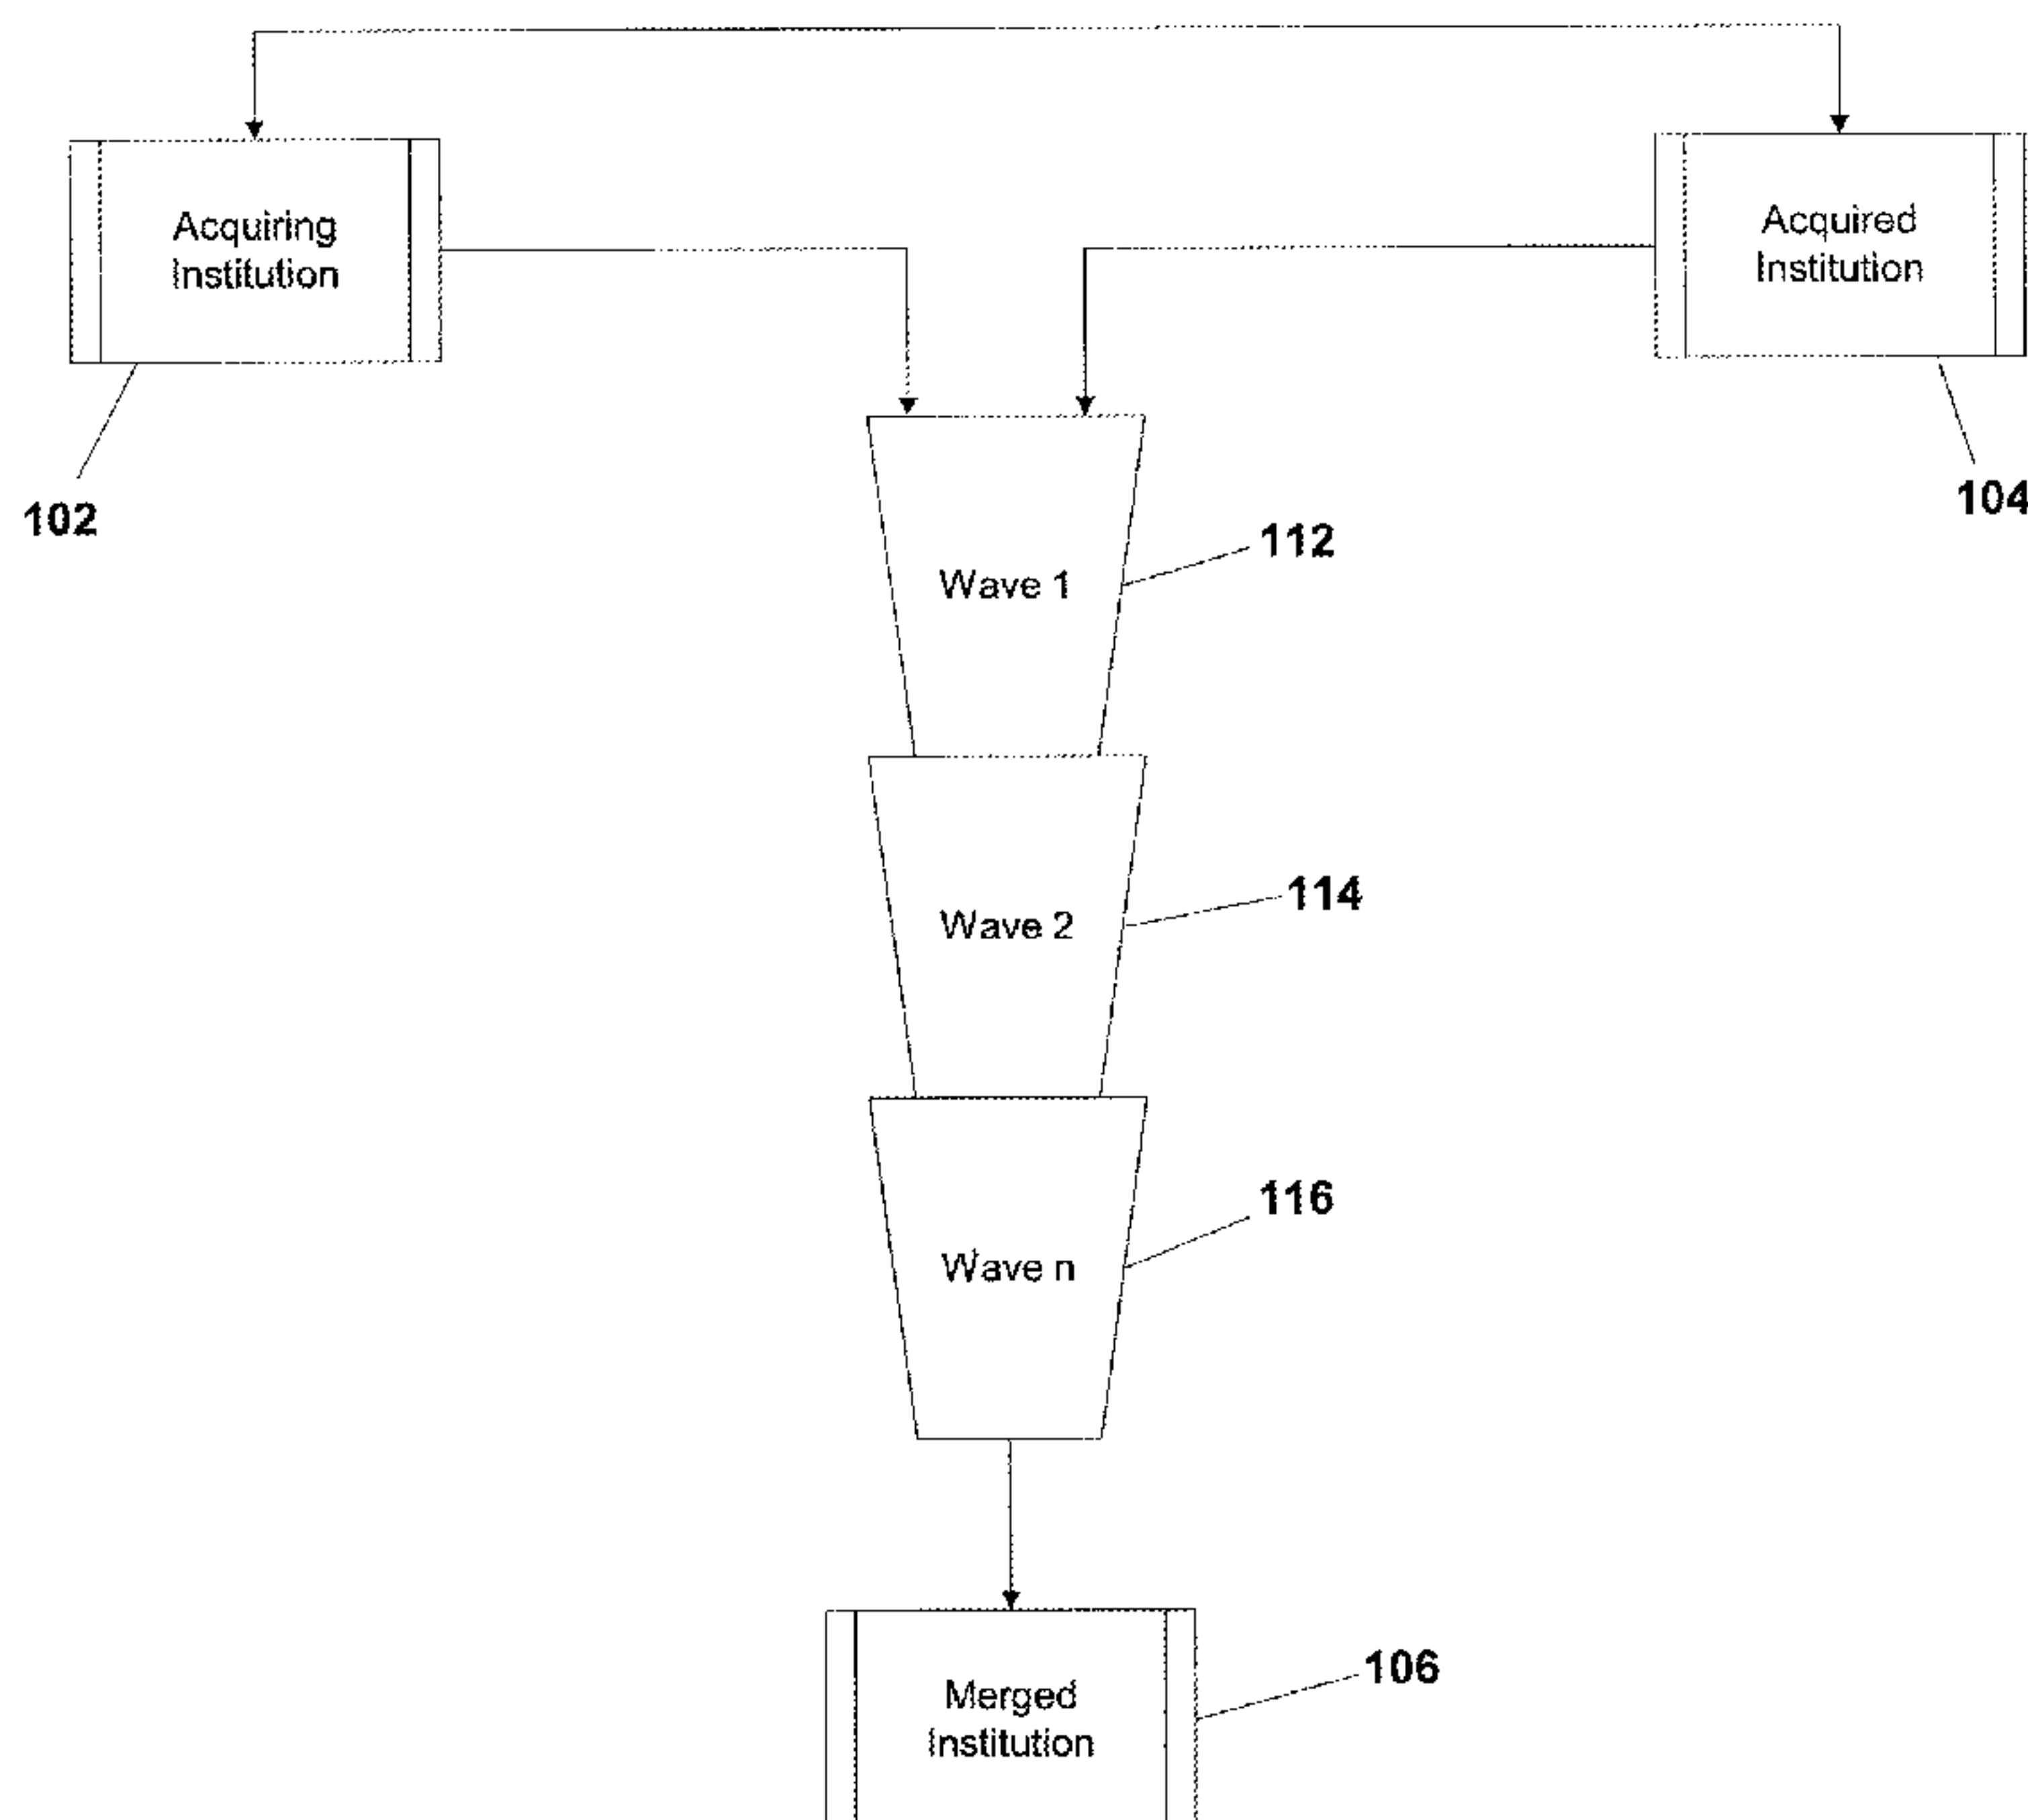 Acquiring
Institution
Acquired
Institution
102
104
112
Wave 1
114
Wave 2
116
Wave n
106
Merged
Institution